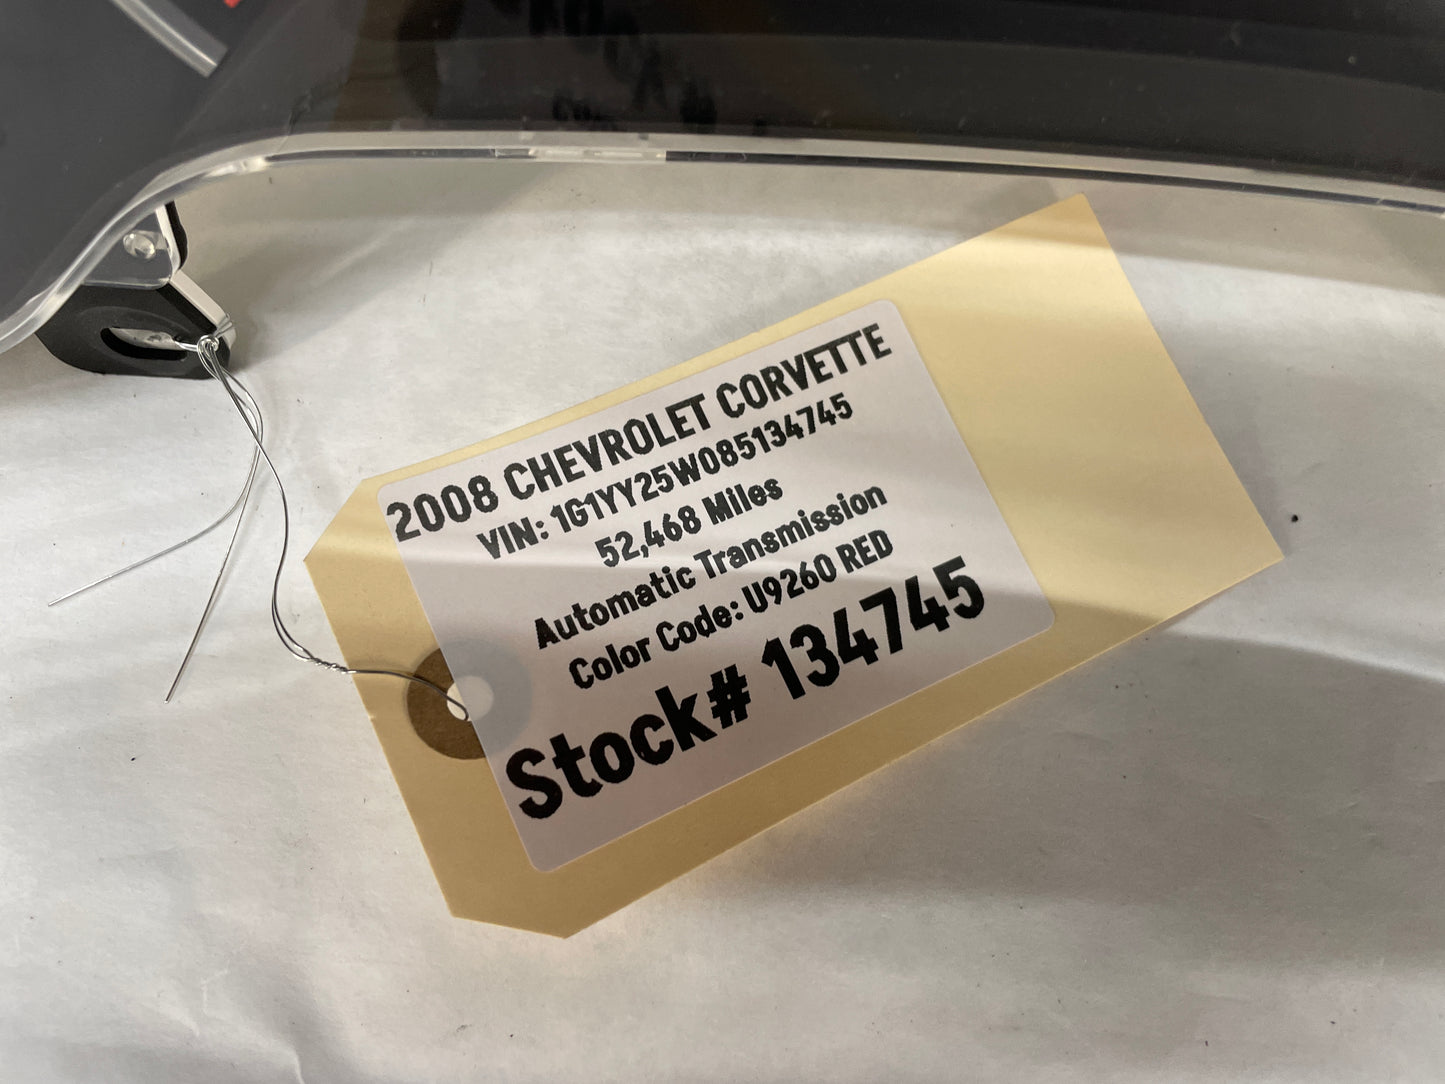 2008 CHEVROLET CORVETTE
VIN: 1G1YY25W085134745
52,468 Miles
Automatic Transmission
Color Code: U9260 RED
Stock# 134745